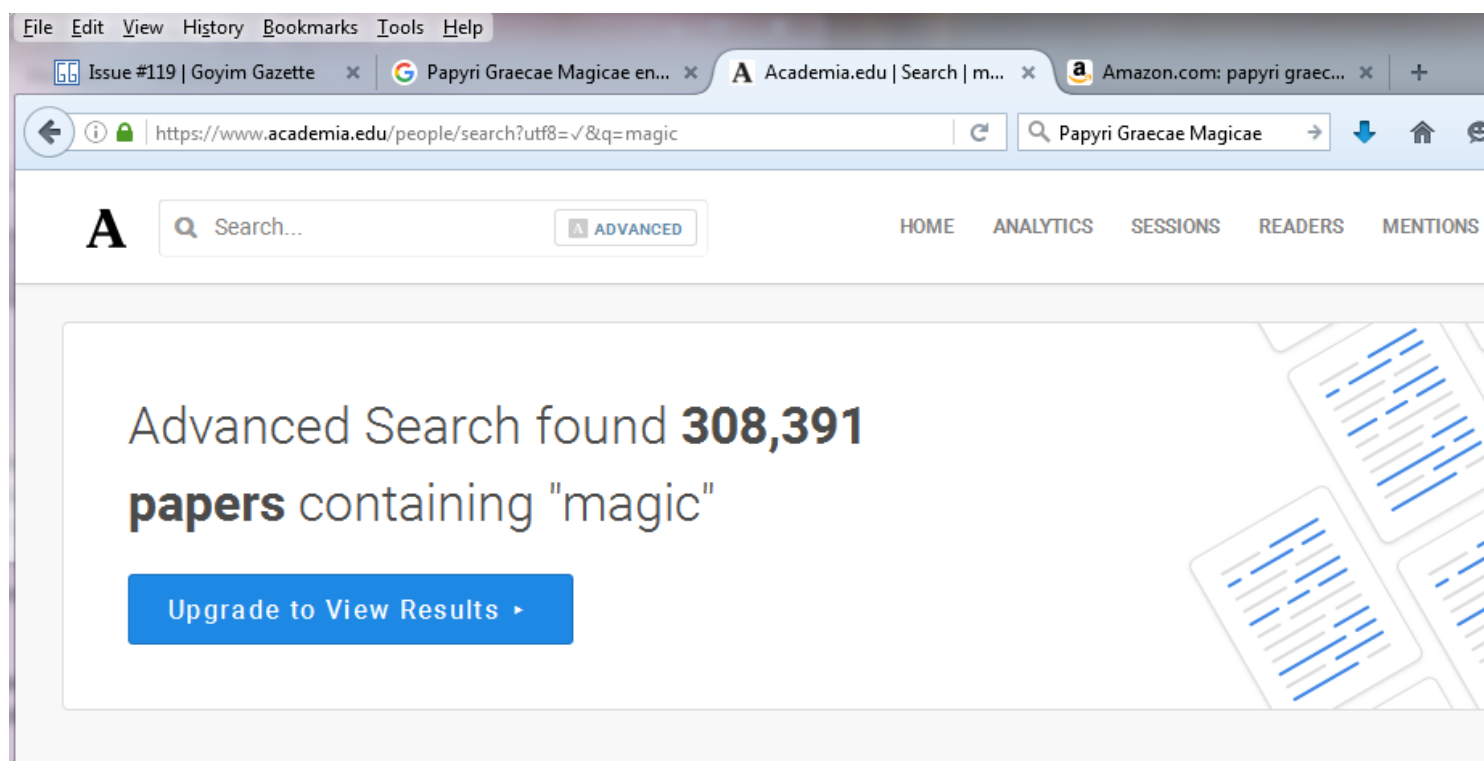 File Edit View History Bookmarks Tools Help
GG Issue #119 | Goyim Gazette × G Papyri Graecae Magicae en... × A Academia.edu | Search | m... × a Amazon.com: papyri graec... × +
https://www.academia.edu/people/search?utf8=✓&q=magic Papyri Graecae Magicae
A Search... A ADVANCED HOME ANALYTICS SESSIONS READERS MENTIONS
Advanced Search found 308,391
papers containing "magic"
Upgrade to View Results ▸